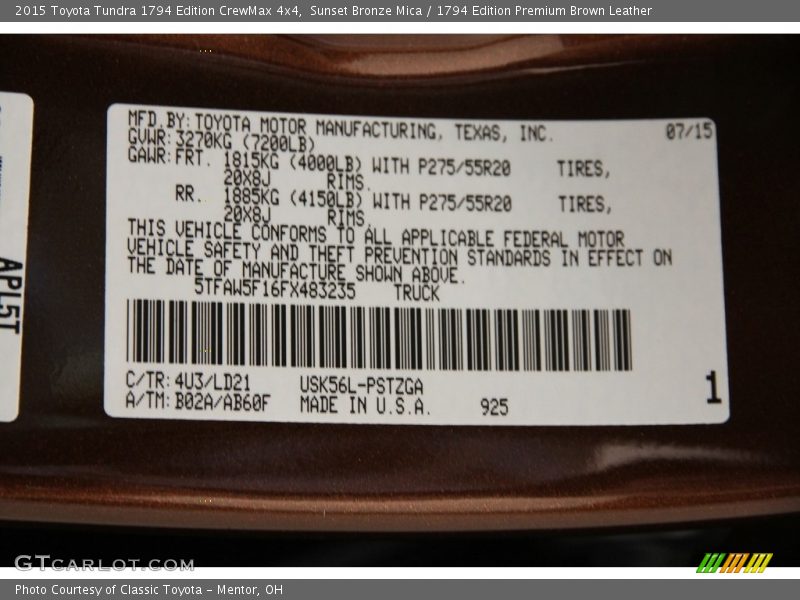 2015 Toyota Tundra 1794 Edition CrewMax 4x4, Sunset Bronze Mica / 1794 Edition Premium Brown Leather
MFD.BY:TOYOTA MOTOR MANUFACTURING, TEXAS, INC. 07/15
GVWR:3270KG (7200LB)
GAWR:FRT. 1815KG (4000LB) WITH P275/55R20 TIRES,
20X8J RIMS.
RR. 1885KG (4150LB) WITH P275/55R20 TIRES,
20X8J RIMS.
THIS VEHICLE CONFORMS TO ALL APPLICABLE FEDERAL MOTOR
VEHICLE SAFETY AND THEFT PREVENTION STANDARDS IN EFFECT ON
THE DATE OF MANUFACTURE SHOWN ABOVE.
5TFAW5F16FX483235 TRUCK
C/TR:4U3/LD21 USK56L-PSTZGA
A/TM:B02A/AB60F MADE IN U.S.A. 925
1
APL5T
GTCARLOT.COM
Photo Courtesy of Classic Toyota - Mentor, OH